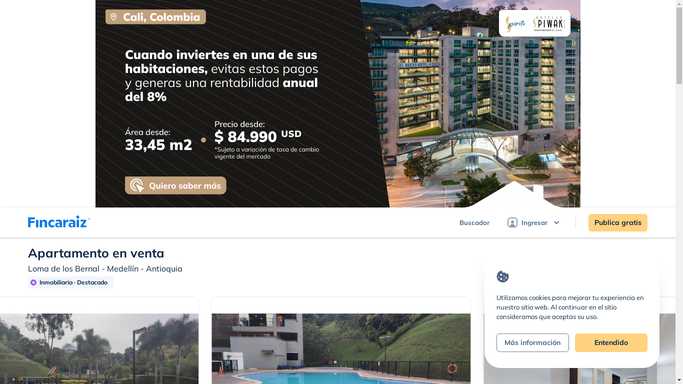 Cali, Colombia
Cuando inviertes en una de sus
habitaciones, evitas estos pagos
y generas una rentabilidad anual
del 8%
Área desde:
33,45 m2
Precio desde:
$ 84.990 USD
*Sujeto a variación de tasa de cambio
vigente del mercado
Quiero saber más
Spiwak
SPIWAK
Fincaraiz
Buscador
Ingresar
Publica gratis
Apartamento en venta
Loma de los Bernal - Medellín - Antioquia
Inmobiliario · Destacado
Utilizamos cookies para mejorar tu experiencia en
nuestro sitio web. Al continuar en el sitio
consideramos que aceptas su uso.
Más información
Entendido